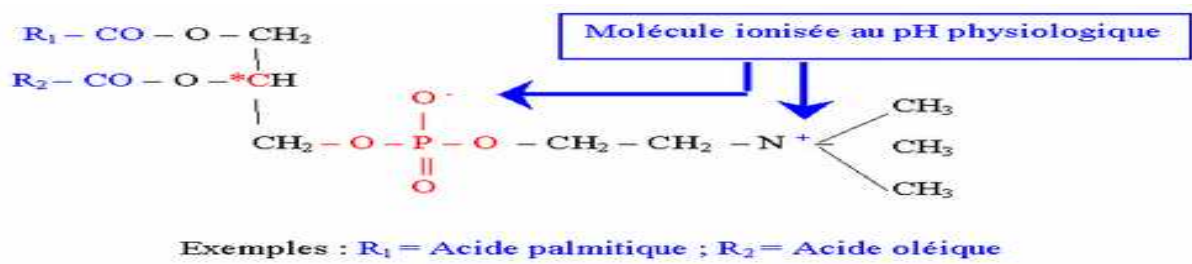 R₁ – CO – O – CH₂
Molécule ionisée au pH physiologique
R₂ – CO – O – *CH
O⁻
CH₃
CH₂ – O – P – O – CH₂ – CH₂ – N⁺ – CH₃
O
CH₃
Exemples : R₁ = Acide palmitique ; R₂ = Acide oléique